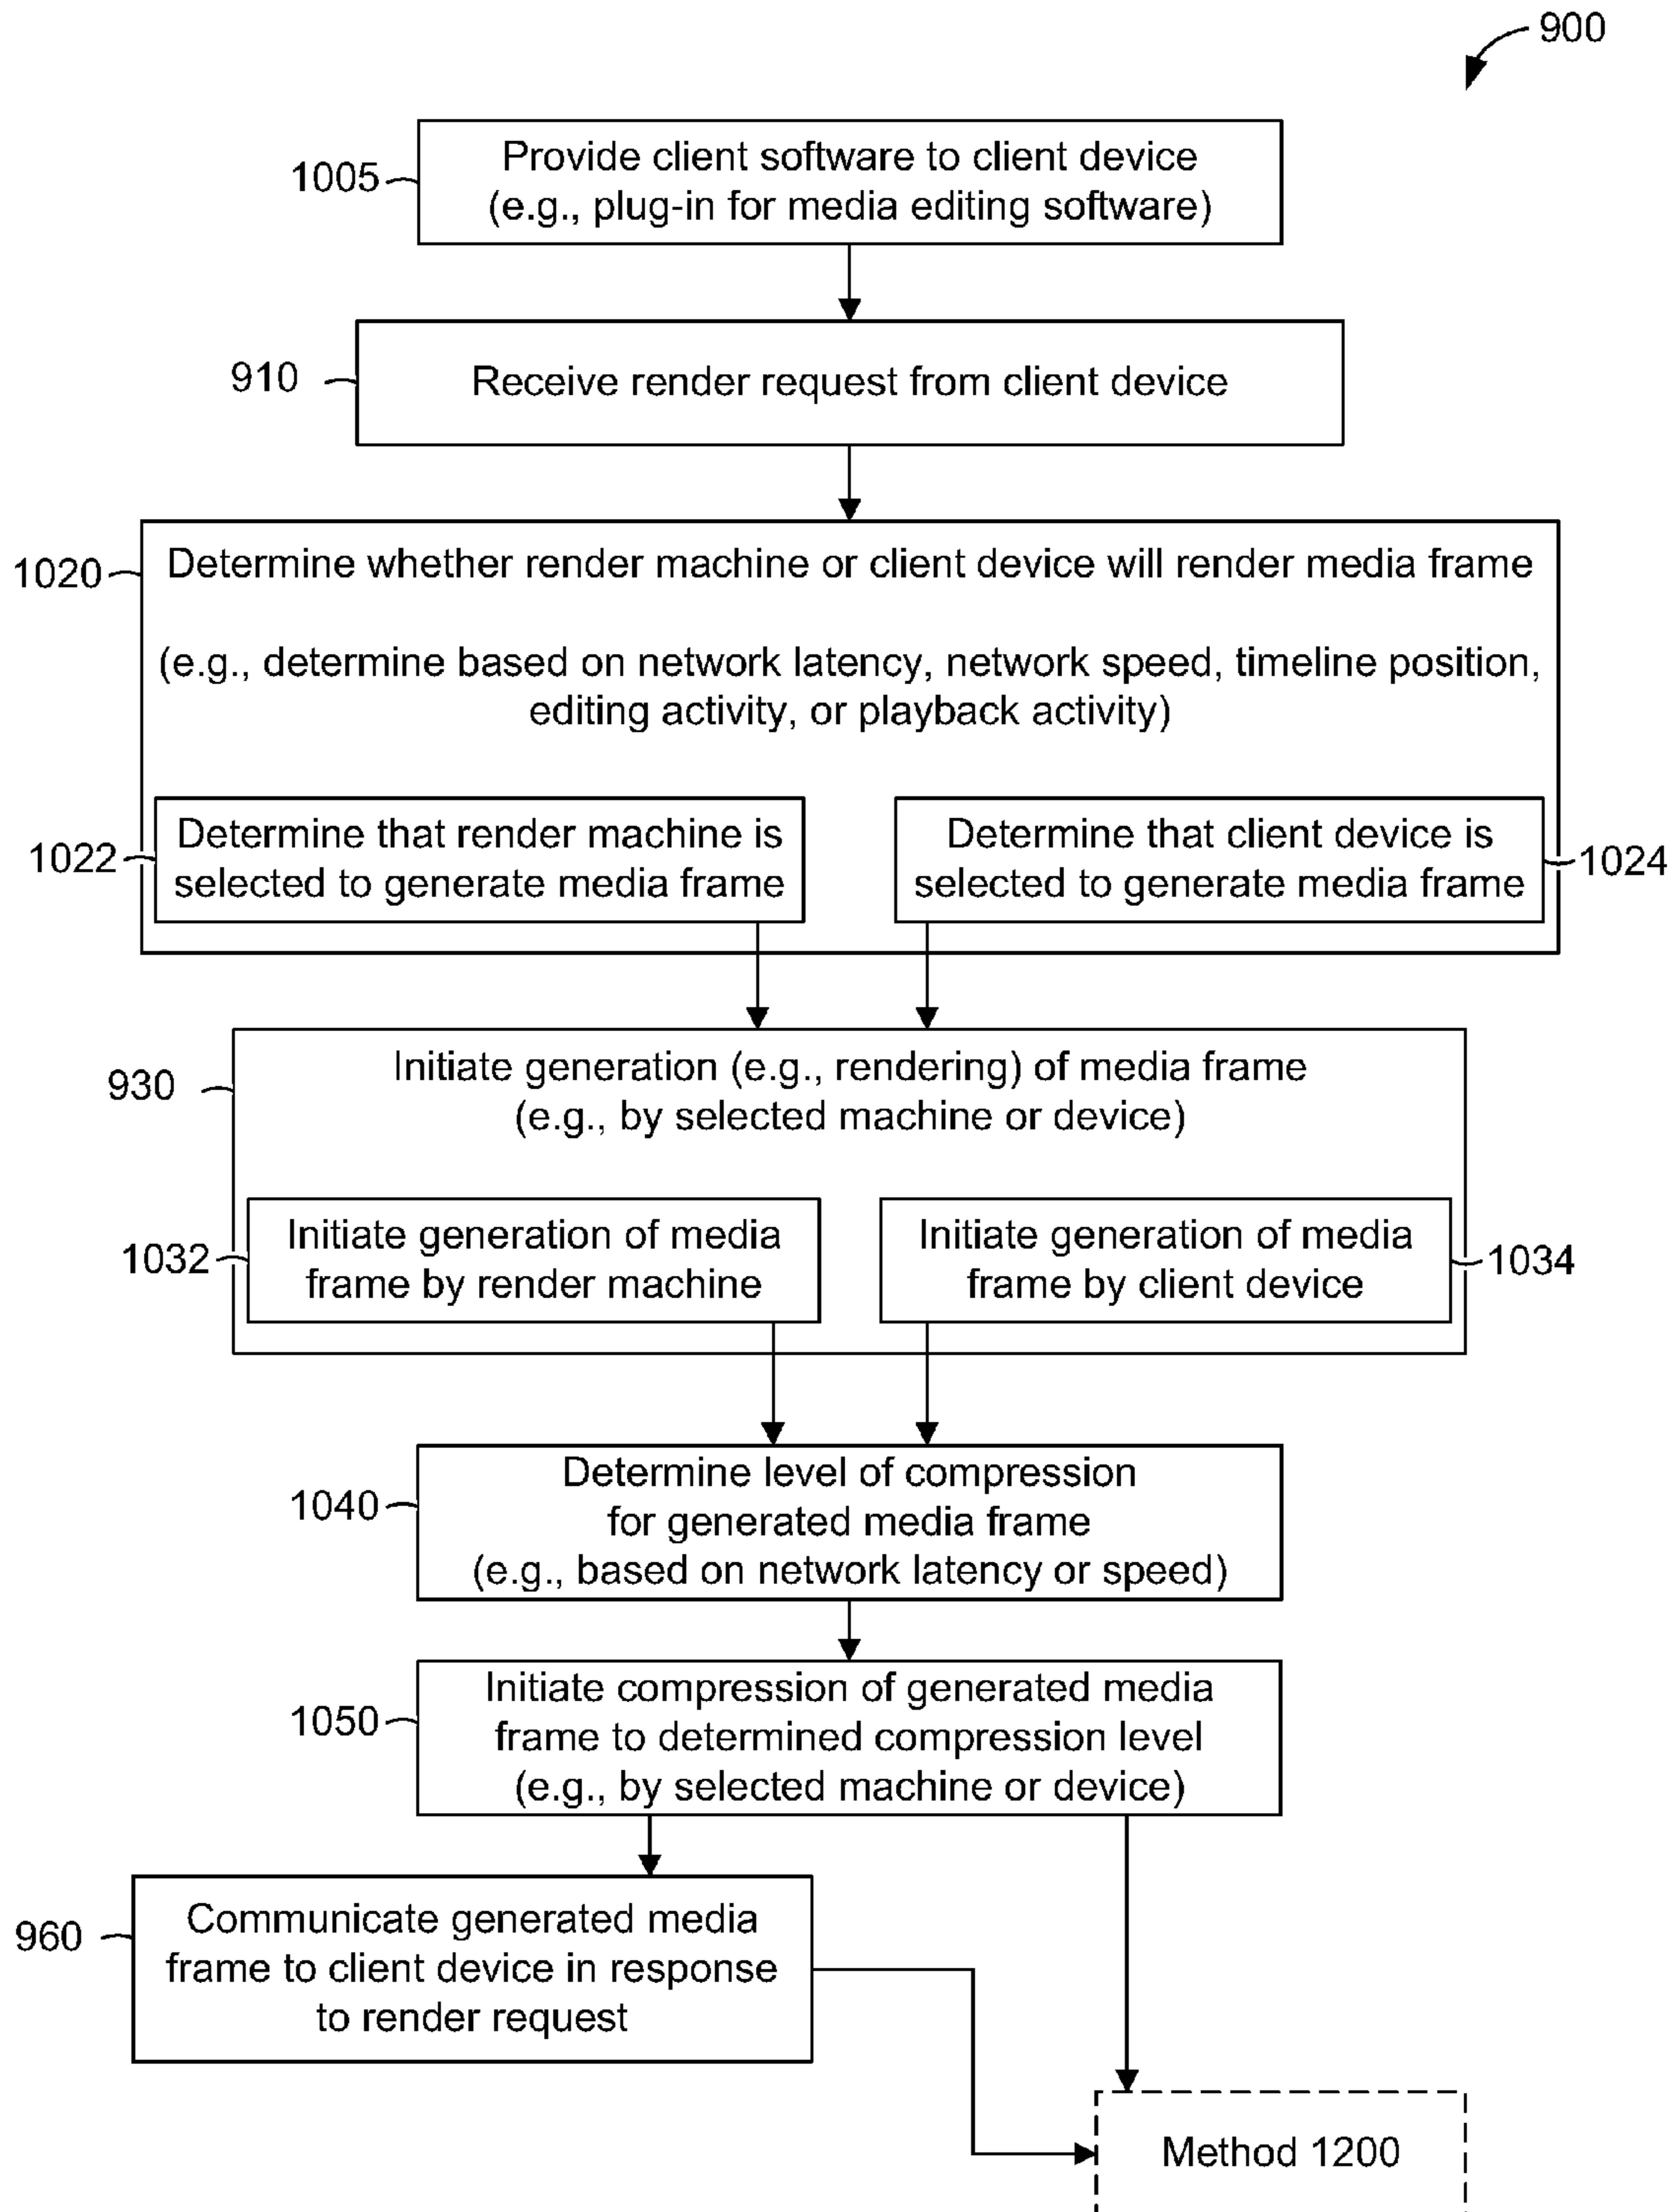 900
1005
Provide client software to client device
(e.g., plug-in for media editing software)
910
Receive render request from client device
1020
Determine whether render machine or client device will render media frame
(e.g., determine based on network latency, network speed, timeline position,
editing activity, or playback activity)
1022
Determine that render machine is
selected to generate media frame
Determine that client device is
selected to generate media frame
1024
930
Initiate generation (e.g., rendering) of media frame
(e.g., by selected machine or device)
1032
Initiate generation of media
frame by render machine
Initiate generation of media
frame by client device
1034
1040
Determine level of compression
for generated media frame
(e.g., based on network latency or speed)
1050
Initiate compression of generated media
frame to determined compression level
(e.g., by selected machine or device)
960
Communicate generated media
frame to client device in response
to render request
Method 1200